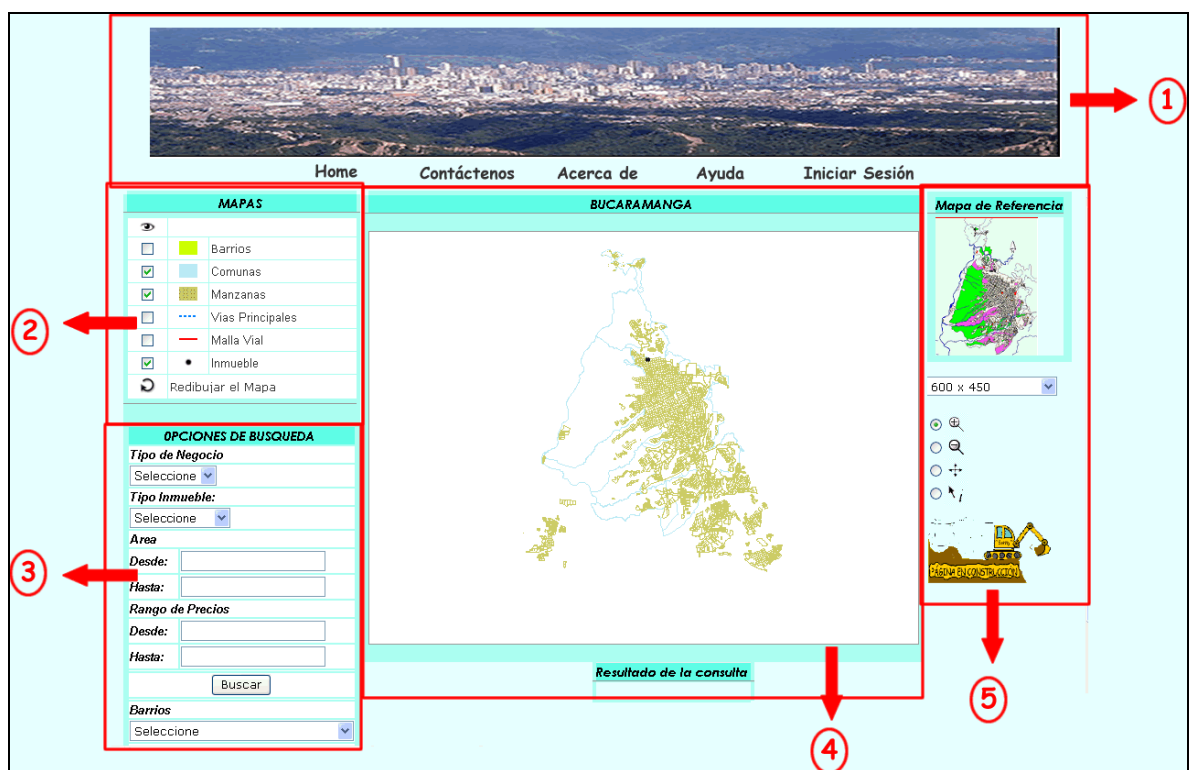 1
Home Contáctenos Acerca de Ayuda Iniciar Sesión
MAPAS
Barrios
Comunas
Manzanas
Vias Principales
Malla Vial
Inmueble
Redibujar el Mapa
2
OPCIONES DE BUSQUEDA
Tipo de Negocio
Seleccione
Tipo Inmueble:
Seleccione
Area
Desde:
Hasta:
Rango de Precios
Desde:
Hasta:
Buscar
Barrios
Seleccione
3
BUCARAMANGA
Resultado de la consulta
4
Mapa de Referencia
600 x 450
i
PÁGINA EN CONSTRUCCIÓN
5